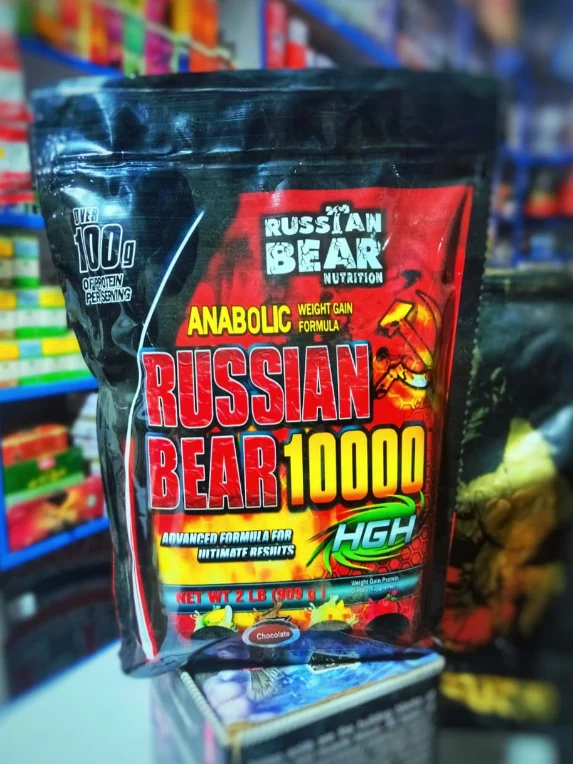 OVER
100g
OF PROTEIN
PER SERVING
RUSSIAN
BEAR
NUTRITION
ANABOLIC WEIGHT GAIN
FORMULA
RUSSIAN
BEAR 10000
ADVANCED FORMULA FOR
ULTIMATE RESULTS
HGH
Weight Gain Protein
NET WT 2 LB (909 g)
Chocolate